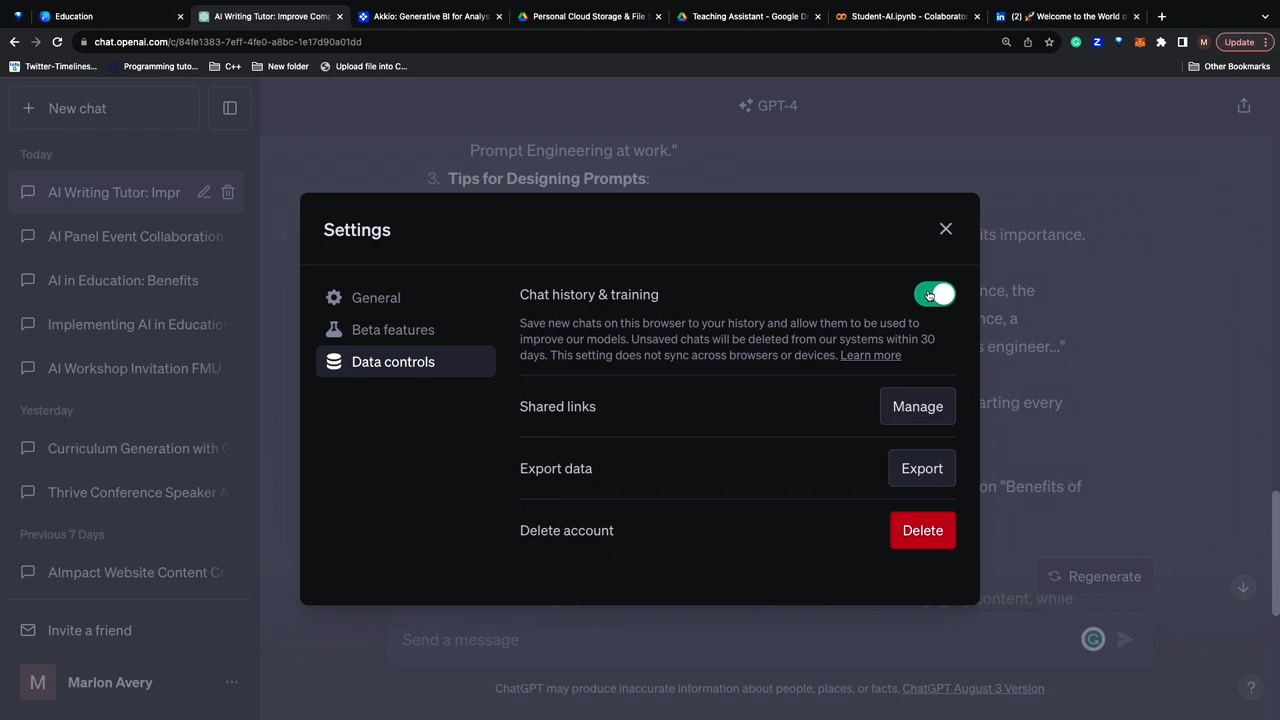 Education
AI Writing Tutor: Improve Com
Akkio: Generative BI for Analys
Personal Cloud Storage & File S
Teaching Assistant - Google Dr
Student-AI.ipynb - Colaborator
(2) 🚀 Welcome to the World o
chat.openai.com/c/84fe1383-7eff-4fe0-a8bc-1e17d90a01dd
M
Update
Twitter-Timelines...
Programming tuto...
C++
New folder
Upload file into C...
Other Bookmarks
New chat
GPT-4
Today
AI Writing Tutor: Impr
AI Panel Event Collaboration
AI in Education: Benefits
Implementing AI in Education
AI Workshop Invitation FMU
Yesterday
Curriculum Generation with G
Thrive Conference Speaker A
Previous 7 Days
AImpact Website Content Cr
Invite a friend
M
Marlon Avery
Prompt Engineering at work."
3. Tips for Designing Prompts:
its importance.
nce, the
nce, a
s engineer..."
arting every
on "Benefits of
content, while
Settings
General
Beta features
Data controls
Chat history & training
Save new chats on this browser to your history and allow them to be used to
improve our models. Unsaved chats will be deleted from our systems within 30
days. This setting does not sync across browsers or devices. Learn more
Shared links
Manage
Export data
Export
Delete account
Delete
Regenerate
Send a message
ChatGPT may produce inaccurate information about people, places, or facts. ChatGPT August 3 Version
?